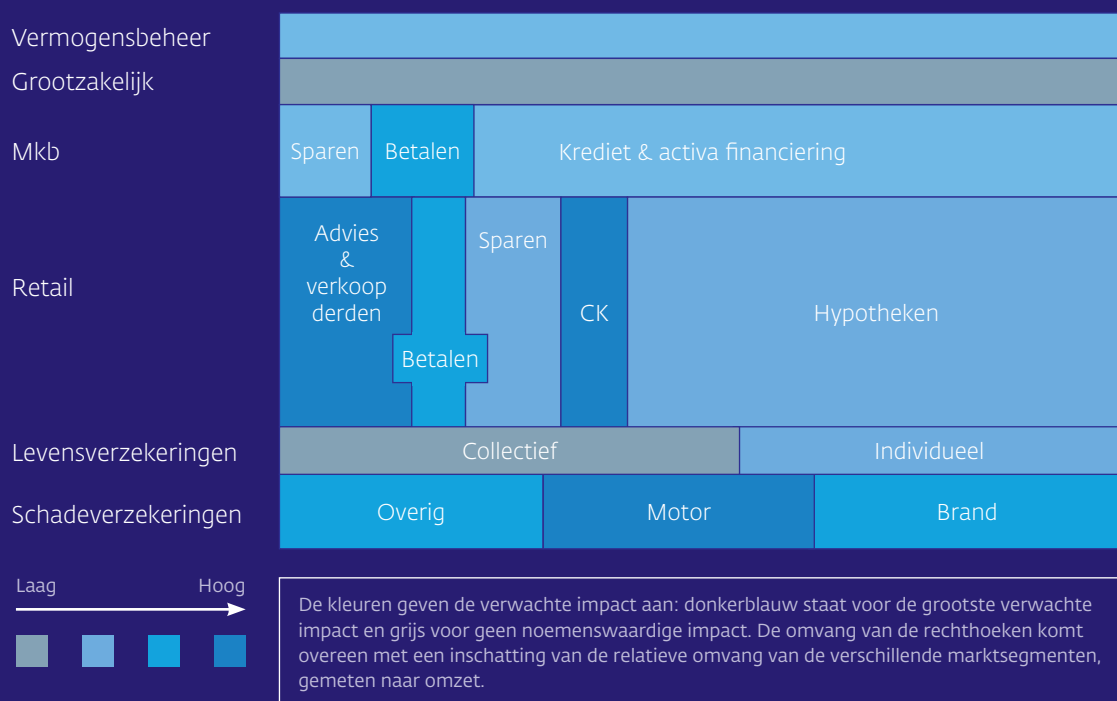 Vermogensbeheer
Grootzakelijk
Mkb
Sparen
Betalen
Krediet & activa financiering
Retail
Advies
&
verkoop
derden
Betalen
Sparen
CK
Hypotheken
Levensverzekeringen
Collectief
Individueel
Schadeverzekeringen
Overig
Motor
Brand
Laag
Hoog
De kleuren geven de verwachte impact aan: donkerblauw staat voor de grootste verwachte
impact en grijs voor geen noemenswaardige impact. De omvang van de rechthoeken komt
overeen met een inschatting van de relatieve omvang van de verschillende marktsegmenten,
gemeten naar omzet.